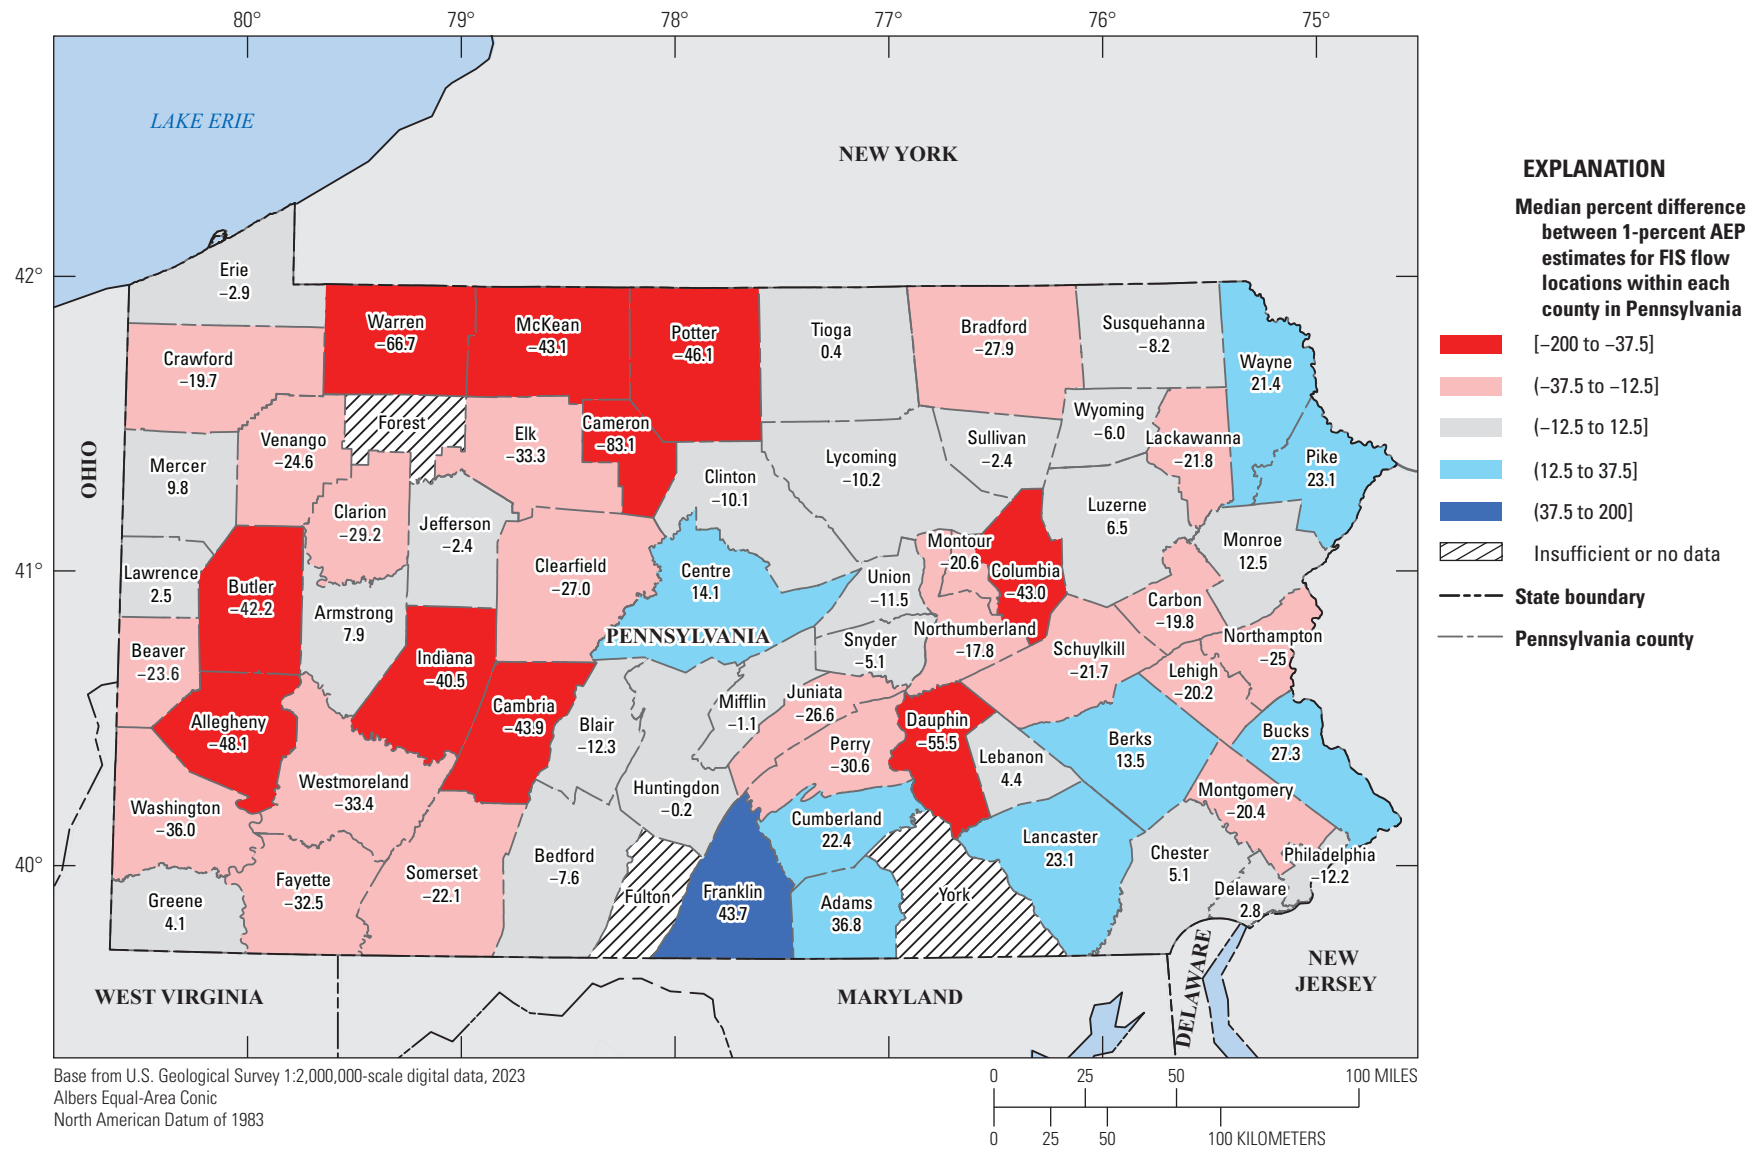 80°
79°
78°
77°
76°
75°
LAKE ERIE
NEW YORK
EXPLANATION
Median percent difference
between 1-percent AEP
estimates for FIS flow
locations within each
county in Pennsylvania
[−200 to −37.5]
(−37.5 to −12.5]
(−12.5 to 12.5]
(12.5 to 37.5]
(37.5 to 200]
Insufficient or no data
State boundary
Pennsylvania county
42°
41°
40°
OHIO
Erie
−2.9
Warren
−66.7
McKean
−43.1
Potter
−46.1
Tioga
0.4
Bradford
−27.9
Susquehanna
−8.2
Wayne
21.4
Crawford
−19.7
Forest
Venango
−24.6
Elk
−33.3
Cameron
−83.1
Clinton
−10.1
Lycoming
−10.2
Sullivan
−2.4
Wyoming
−6.0
Lackawanna
−21.8
Pike
23.1
Mercer
9.8
Clarion
−29.2
Jefferson
−2.4
Luzerne
6.5
Monroe
12.5
Lawrence
2.5
Butler
−42.2
Armstrong
7.9
Clearfield
−27.0
Centre
14.1
PENNSYLVANIA
Union
−11.5
Montour
−20.6
Columbia
−43.0
Carbon
−19.8
Northampton
−25
Beaver
−23.6
Indiana
−40.5
Snyder
−5.1
Northumberland
−17.8
Schuylkill
−21.7
Lehigh
−20.2
Allegheny
−48.1
Cambria
−43.9
Blair
−12.3
Mifflin
−1.1
Juniata
−26.6
Perry
−30.6
Dauphin
−55.5
Lebanon
4.4
Berks
13.5
Bucks
27.3
Washington
−36.0
Westmoreland
−33.4
Huntingdon
−0.2
Cumberland
22.4
Lancaster
23.1
Montgomery
−20.4
Greene
4.1
Fayette
−32.5
Somerset
−22.1
Bedford
−7.6
Fulton
Franklin
43.7
Adams
36.8
York
Chester
5.1
Delaware
2.8
Philadelphia
−12.2
WEST VIRGINIA
MARYLAND
DELAWARE
NEW
JERSEY
Base from U.S. Geological Survey 1:2,000,000-scale digital data, 2023
Albers Equal-Area Conic
North American Datum of 1983
0
25
50
100 MILES
0
25
50
100 KILOMETERS